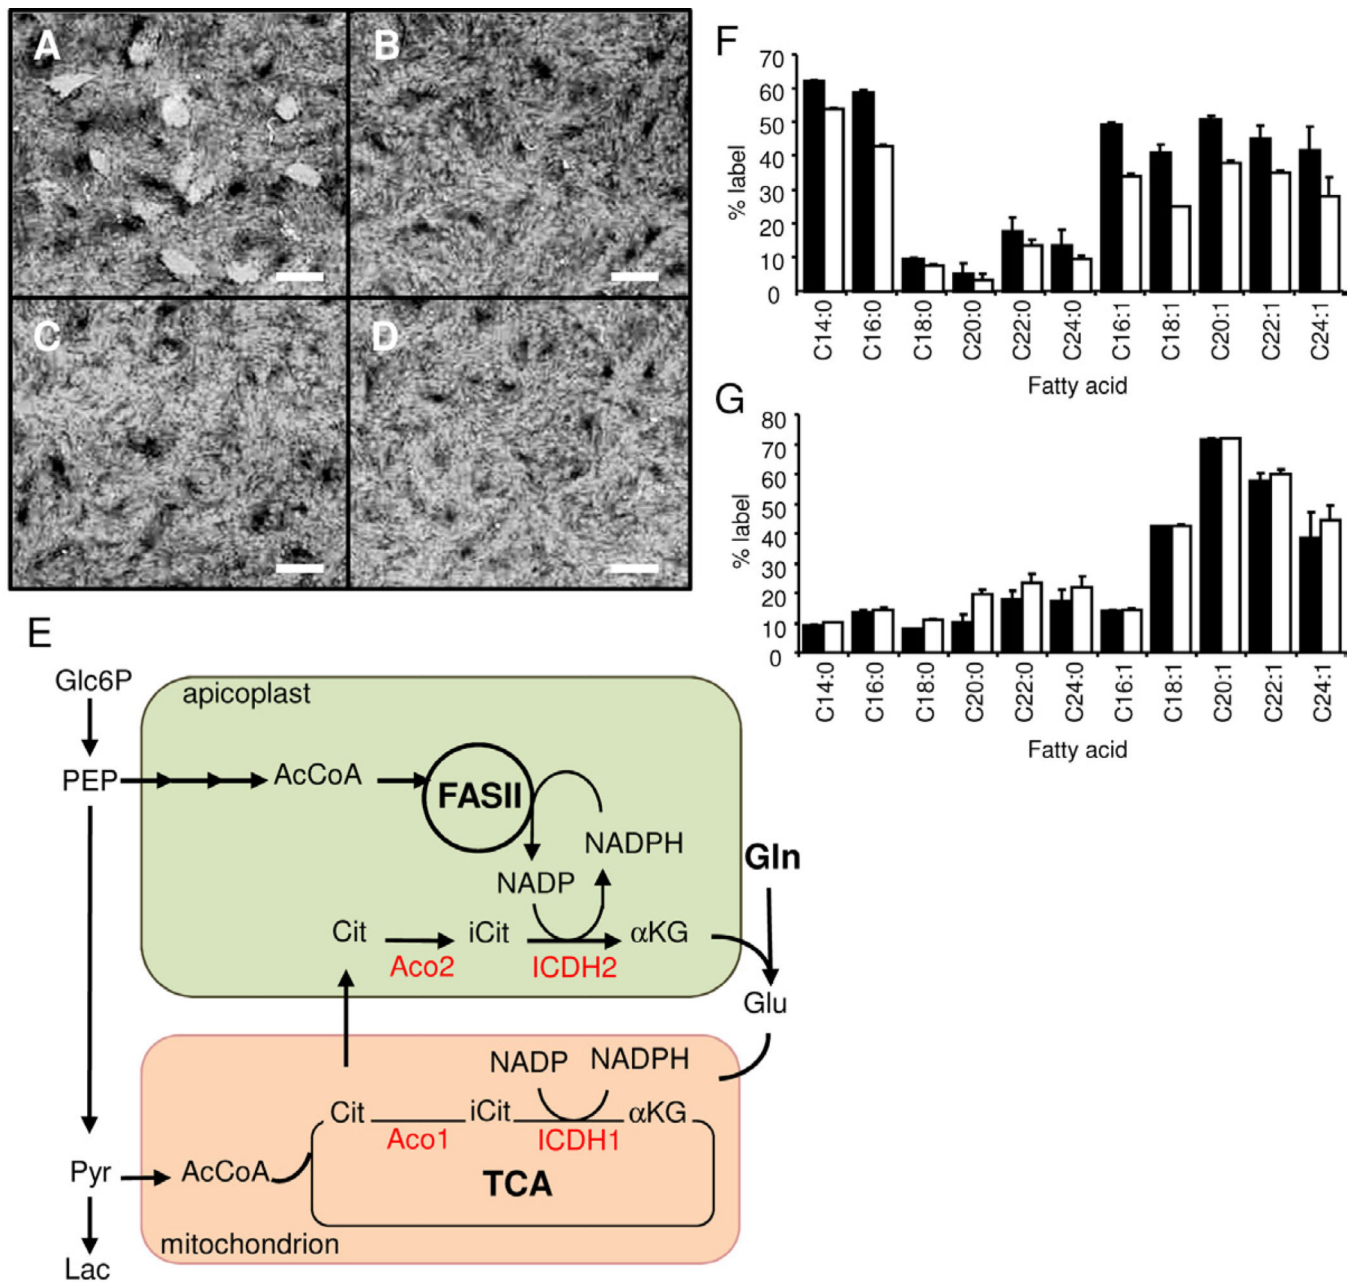 A
B
C
D
E
Glc6P
apicoplast
PEP
AcCoA
FASII
NADPH
NADP
Gln
Cit
iCit
αKG
Aco2
ICDH2
Glu
NADP
NADPH
Cit
iCit
αKG
Aco1
ICDH1
Pyr
AcCoA
TCA
mitochondrion
Lac
F
70
60
50
40
30
20
10
0
% label
C14:0
C16:0
C18:0
C20:0
C22:0
C24:0
C16:1
C18:1
C20:1
C22:1
C24:1
Fatty acid
G
80
70
60
50
40
30
20
10
0
% label
C14:0
C16:0
C18:0
C20:0
C22:0
C24:0
C16:1
C18:1
C20:1
C22:1
C24:1
Fatty acid